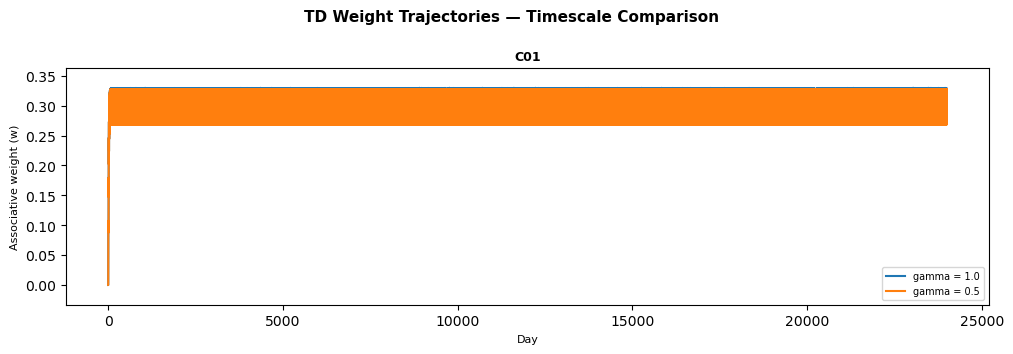 TD Weight Trajectories — Timescale Comparison
C01
0.35
0.30
0.25
0.20
0.15
0.10
0.05
0.00
Associative weight (w)
gamma = 1.0
gamma = 0.5
0 5000 10000 15000 20000 25000
Day